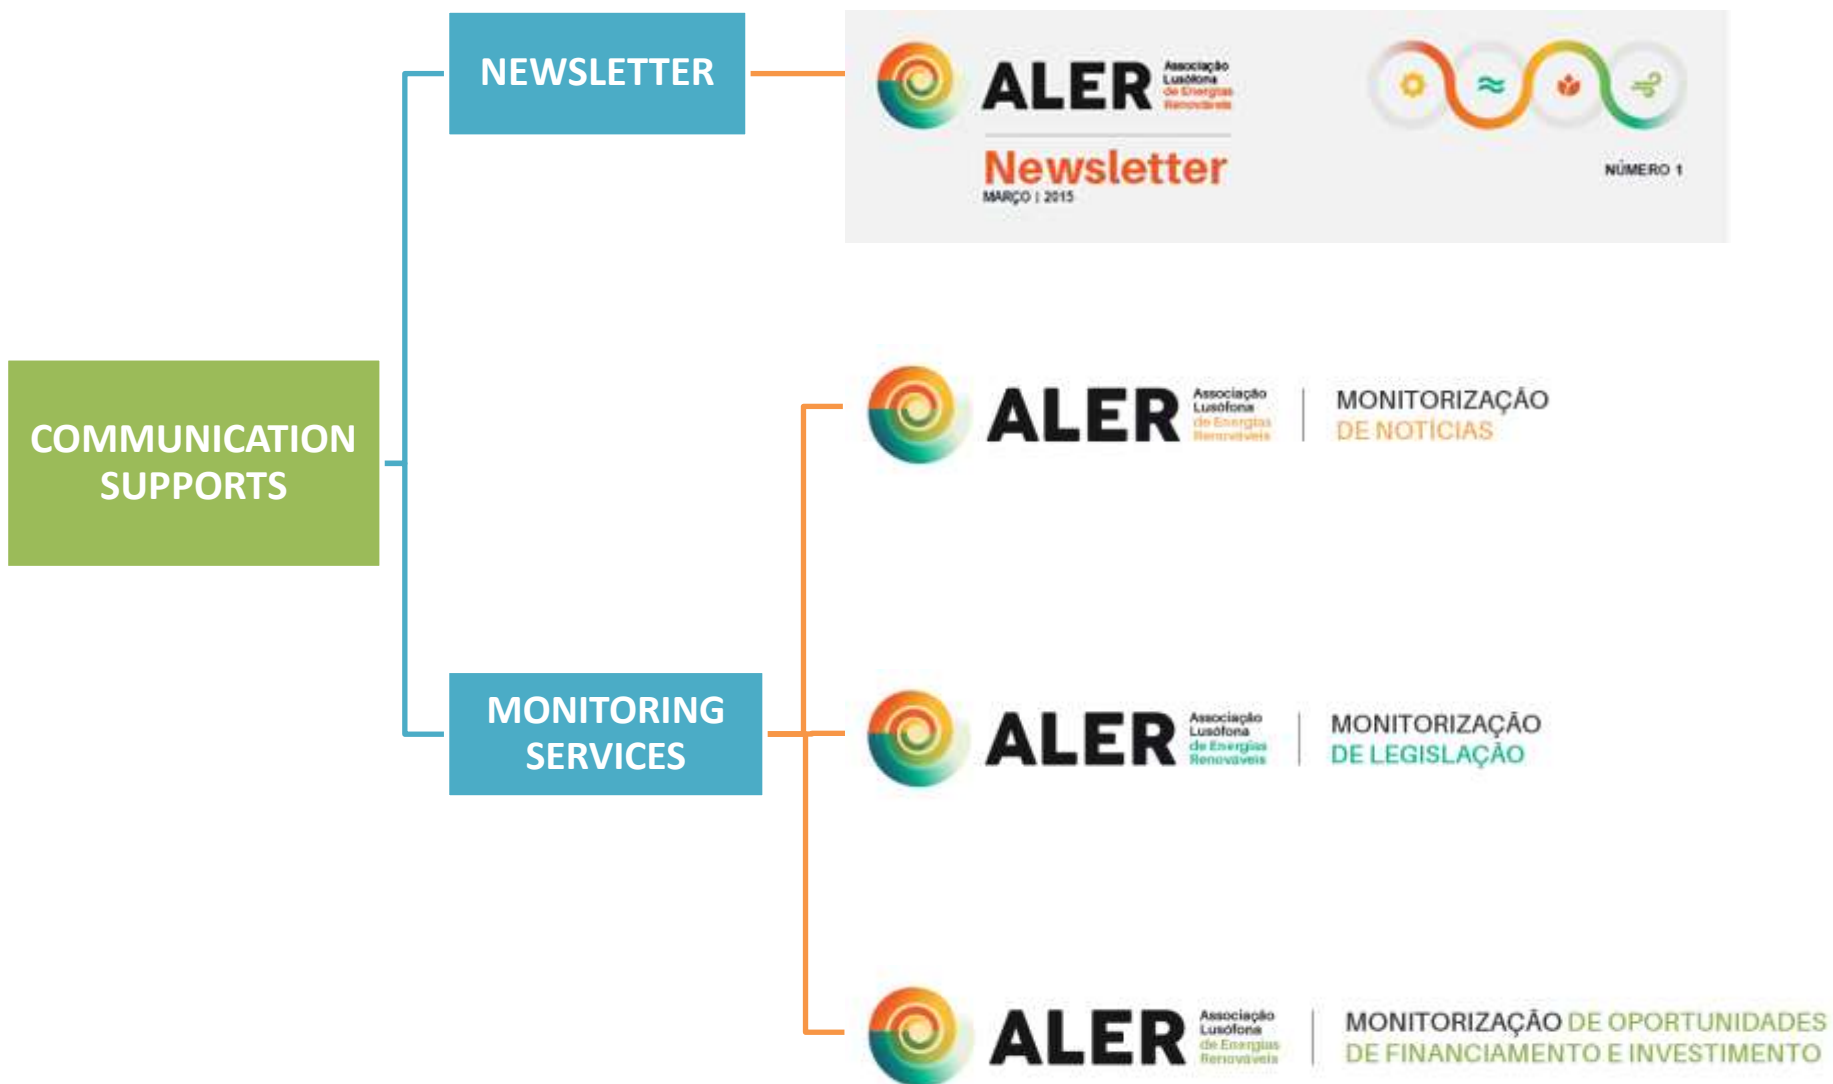 COMMUNICATION
SUPPORTS
NEWSLETTER
ALER
Associação
Lusófona
de Energias
Renováveis
Newsletter
MARÇO | 2015
NÚMERO 1
MONITORING
SERVICES
ALER
Associação
Lusófona
de Energias
Renováveis
MONITORIZAÇÃO
DE NOTÍCIAS
ALER
Associação
Lusófona
de Energias
Renováveis
MONITORIZAÇÃO
DE LEGISLAÇÃO
ALER
Associação
Lusófona
de Energias
Renováveis
MONITORIZAÇÃO DE OPORTUNIDADES
DE FINANCIAMENTO E INVESTIMENTO